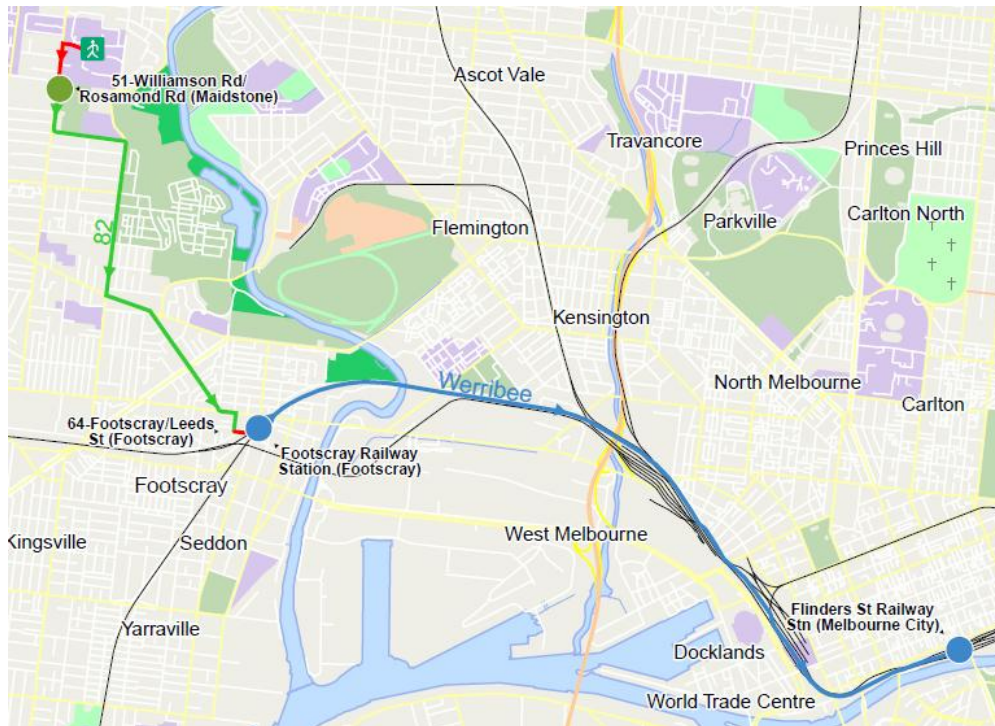 51-Williamson Rd/
Rosamond Rd (Maidstone)
Ascot Vale
Travancore
Princes Hill
Parkville
Carlton North
82
Flemington
Kensington
Werribee
North Melbourne
Carlton
64-Footscray/Leeds
St (Footscray)
Footscray Railway
Station (Footscray)
Footscray
Kingsville
Seddon
West Melbourne
Yarraville
Flinders St Railway
Stn (Melbourne City)
Docklands
World Trade Centre